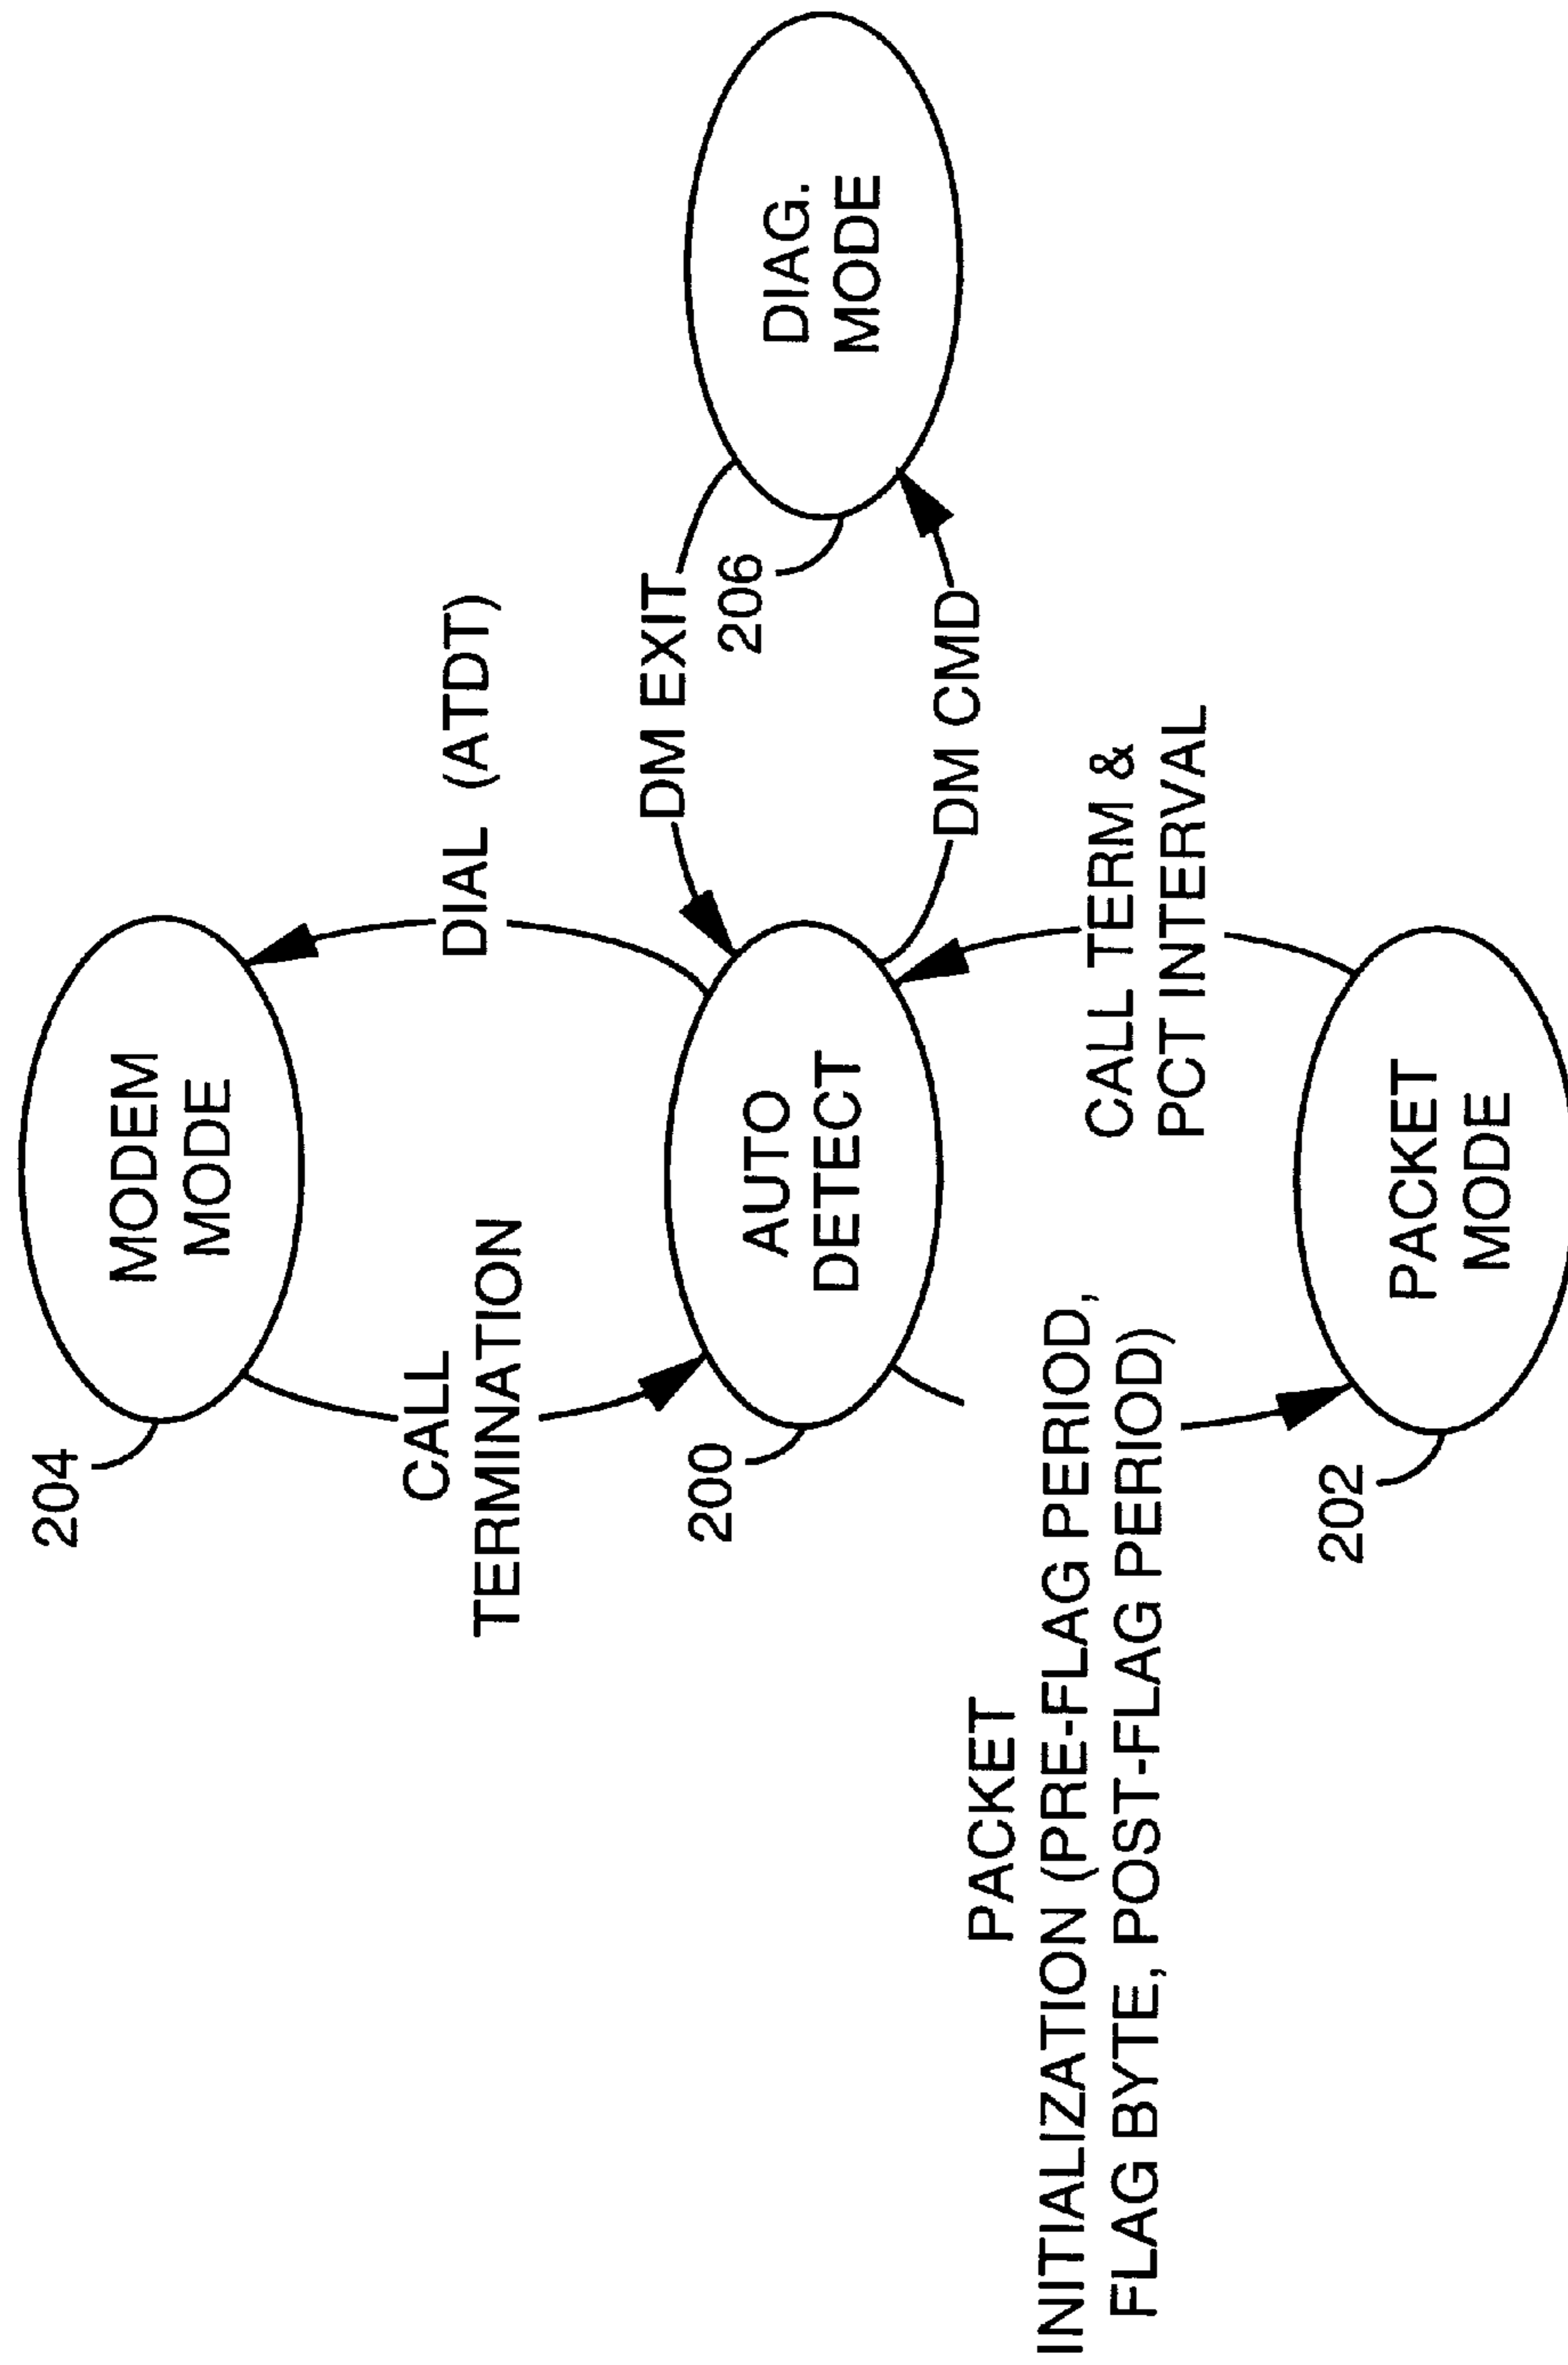 204
MODEM
MODE
CALL
TERMINATION
DIAL (ATDT)
200
AUTO
DETECT
DM EXIT
206
DIAG.
MODE
DM CMD
PACKET
INITIALIZATION (PRE-FLAG PERIOD,
FLAG BYTE, POST-FLAG PERIOD)
CALL TERM &
PCT INTERVAL
202
PACKET
MODE